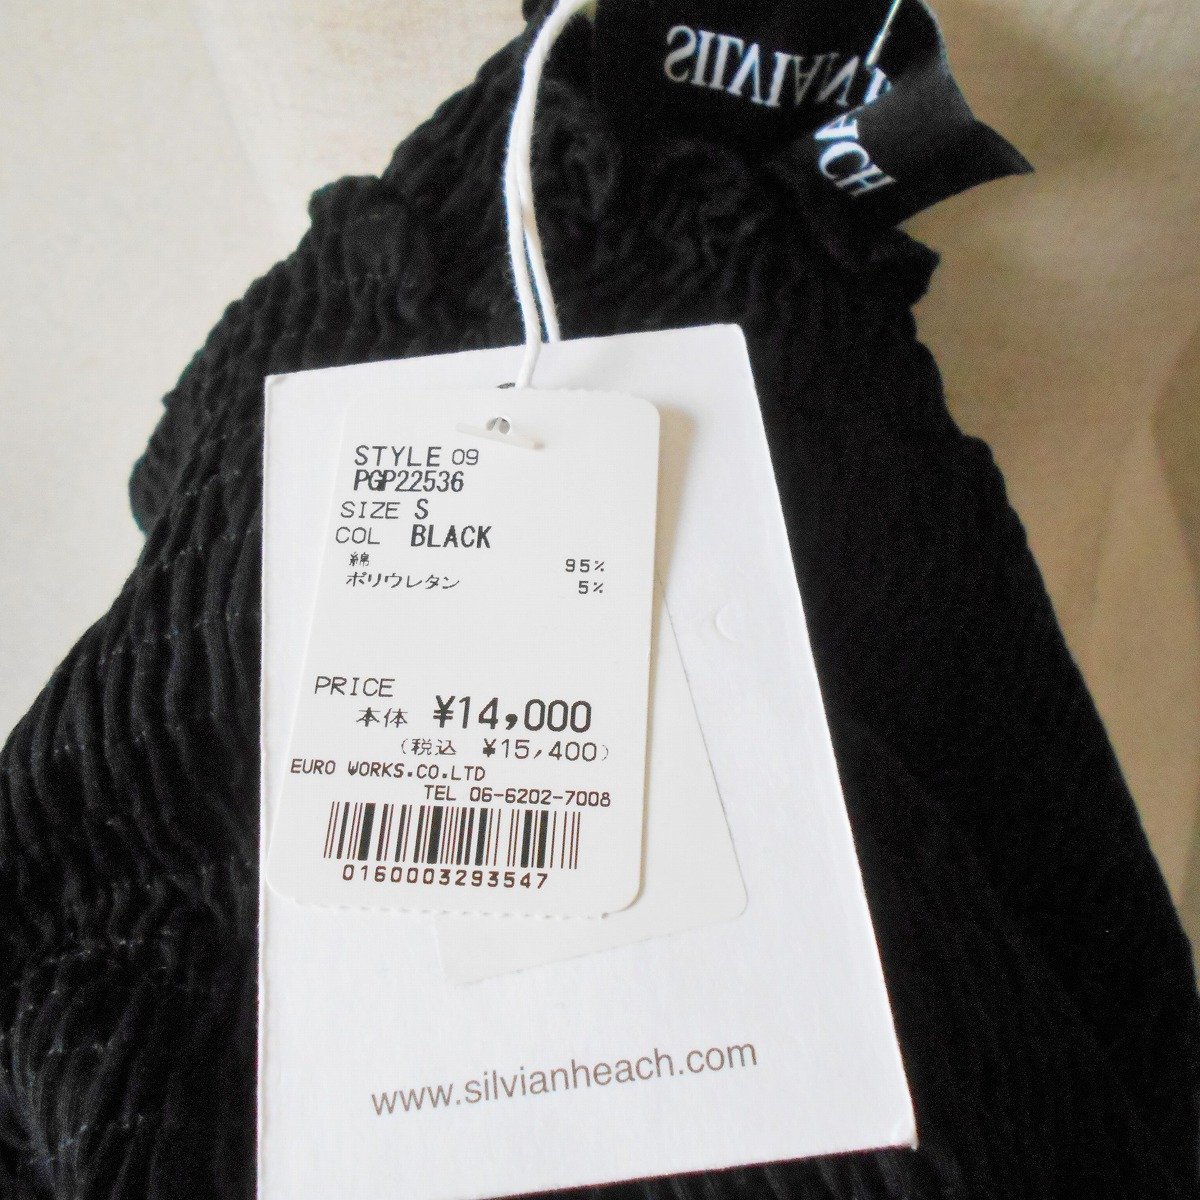 SILVIAN
STYLE 09
PGP22536
SIZE S
COL BLACK
綿 95%
ポリウレタン 5%
PRICE
本体 ¥14,000
(税込 ¥15,400)
EURO WORKS.CO.LTD
TEL 06-6202-7008
0160003293547
www.silvianheach.com